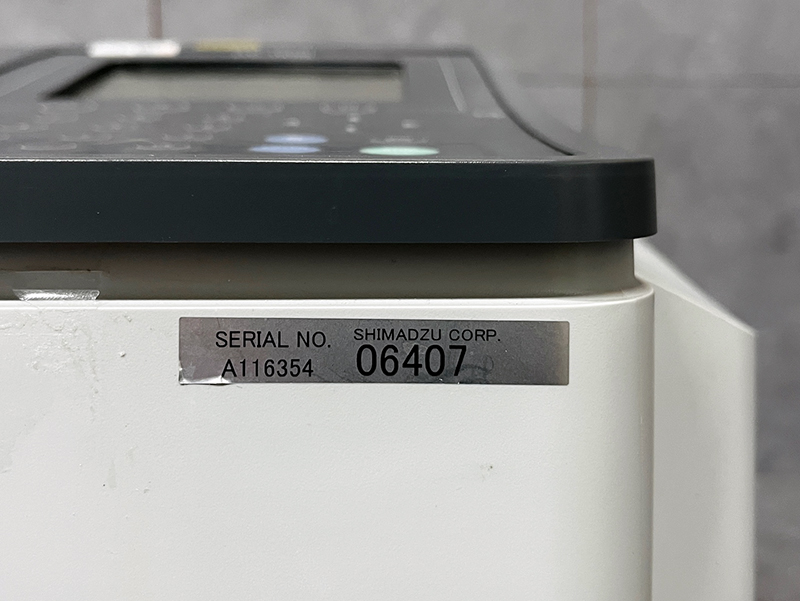 SERIAL NO. SHIMADZU CORP.
A116354 06407